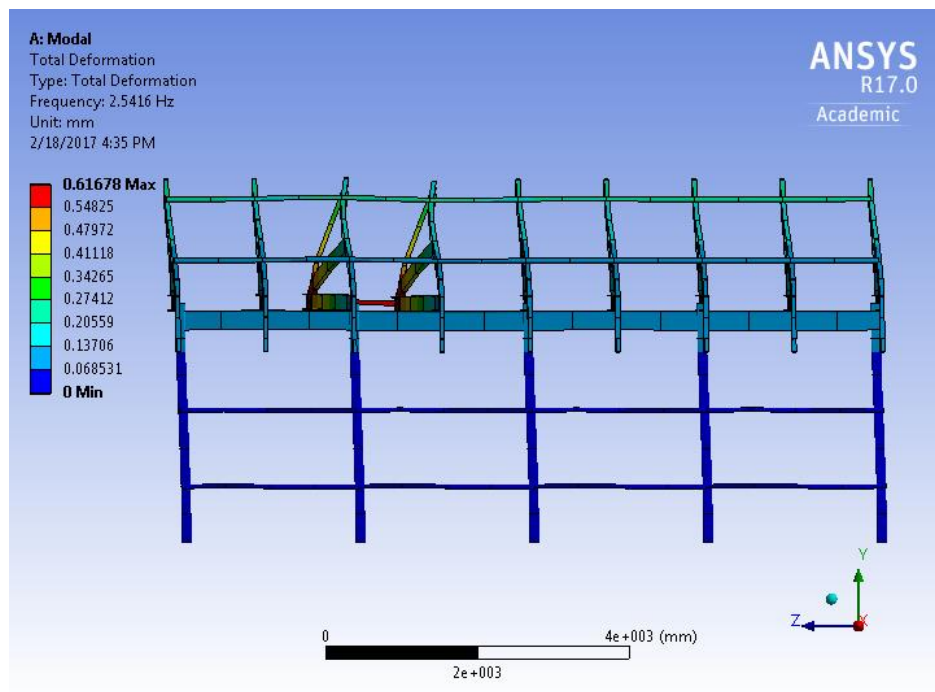 A: Modal
Total Deformation
Type: Total Deformation
Frequency: 2.5416 Hz
Unit: mm
2/18/2017 4:35 PM
ANSYS
R17.0
Academic
0.61678 Max
0.54825
0.47972
0.41118
0.34265
0.27412
0.20559
0.13706
0.068531
0 Min
Y
Z
X
0
4e+003 (mm)
2e+003